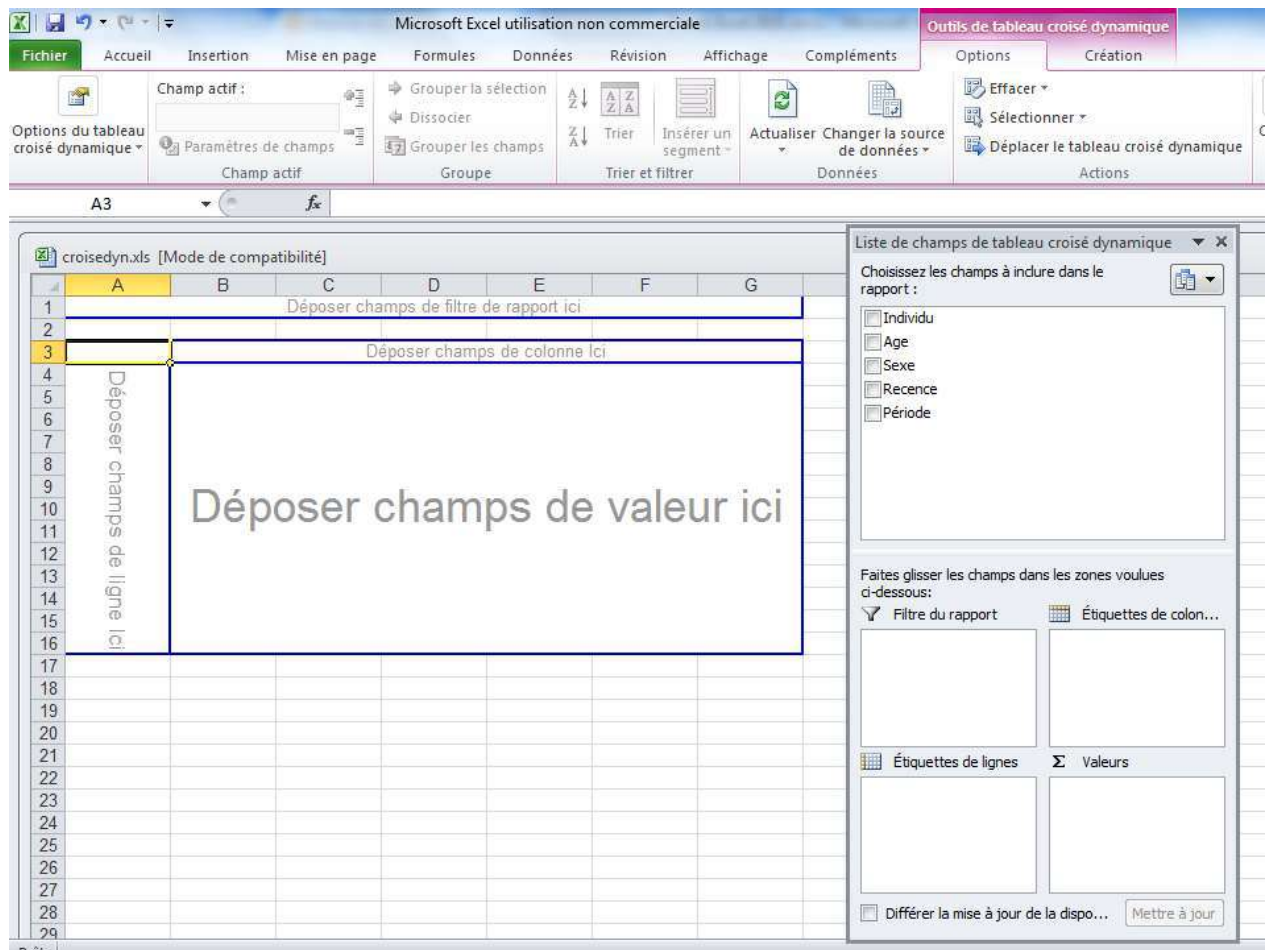 Microsoft Excel utilisation non commerciale
Outils de tableau croisé dynamique
Fichier Accueil Insertion Mise en page Formules Données Révision Affichage Compléments Options Création
Options du tableau croisé dynamique
Champ actif :
Paramètres de champs
Champ actif
Grouper la sélection
Dissocier
Grouper les champs
Groupe
Trier
Insérer un segment
Trier et filtrer
Actualiser
Changer la source de données
Données
Effacer
Sélectionner
Déplacer le tableau croisé dynamique
Actions
A3
fx
croisedyn.xls [Mode de compatibilité]
A B C D E F G
1
2
3
4
5
6
7
8
9
10
11
12
13
14
15
16
17
18
19
20
21
22
23
24
25
26
27
28
29
Déposer champs de filtre de rapport ici
Déposer champs de colonne Ici
Déposer champs de ligne Ici
Déposer champs de valeur ici
Liste de champs de tableau croisé dynamique
Choisissez les champs à inclure dans le
rapport :
Individu
Age
Sexe
Recence
Période
Faites glisser les champs dans les zones voulues
ci-dessous:
Filtre du rapport
Étiquettes de colon...
Étiquettes de lignes
Σ Valeurs
Différer la mise à jour de la dispo...
Mettre à jour